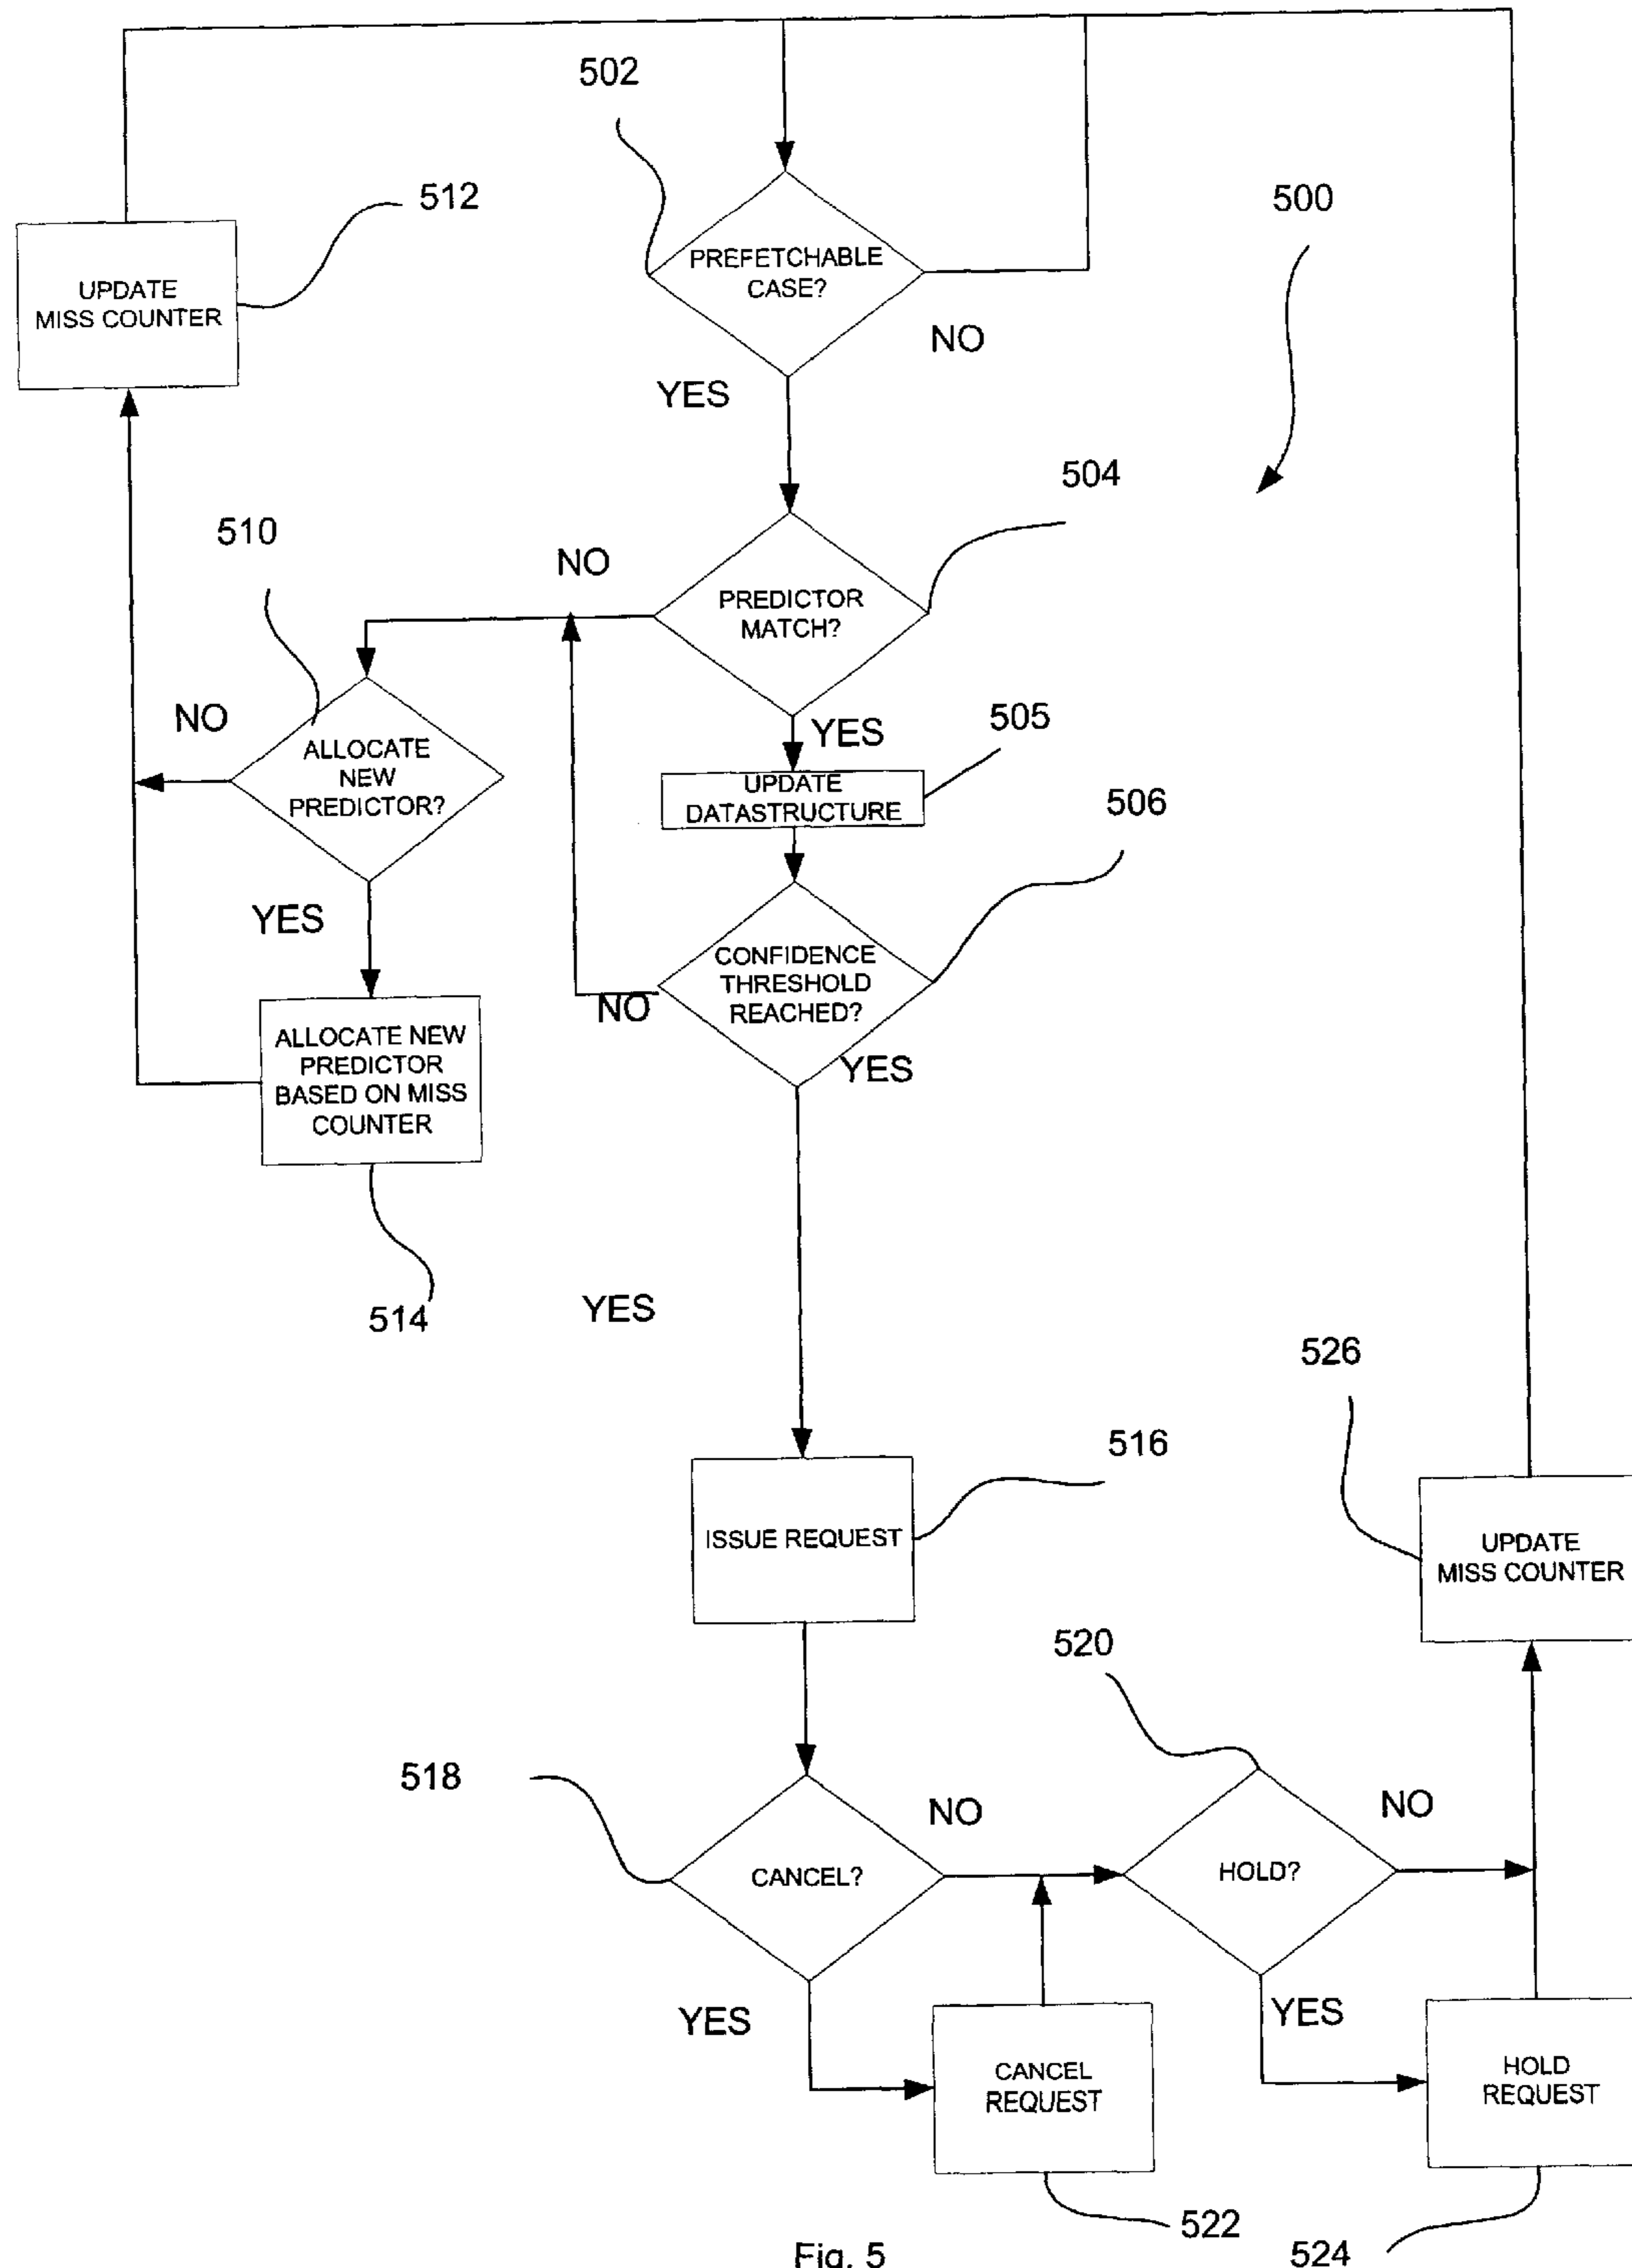 502
512
500
UPDATE
MISS COUNTER
PREFETCHABLE
CASE?
NO
YES
504
510
NO
PREDICTOR
MATCH?
NO
YES
505
ALLOCATE
NEW
PREDICTOR?
UPDATE
DATASTRUCTURE
506
YES
CONFIDENCE
THRESHOLD
REACHED?
NO
YES
ALLOCATE NEW
PREDICTOR
BASED ON MISS
COUNTER
514
YES
526
516
ISSUE REQUEST
UPDATE
MISS COUNTER
520
518
NO
NO
CANCEL?
HOLD?
YES
YES
CANCEL
REQUEST
HOLD
REQUEST
522
524
Fig. 5